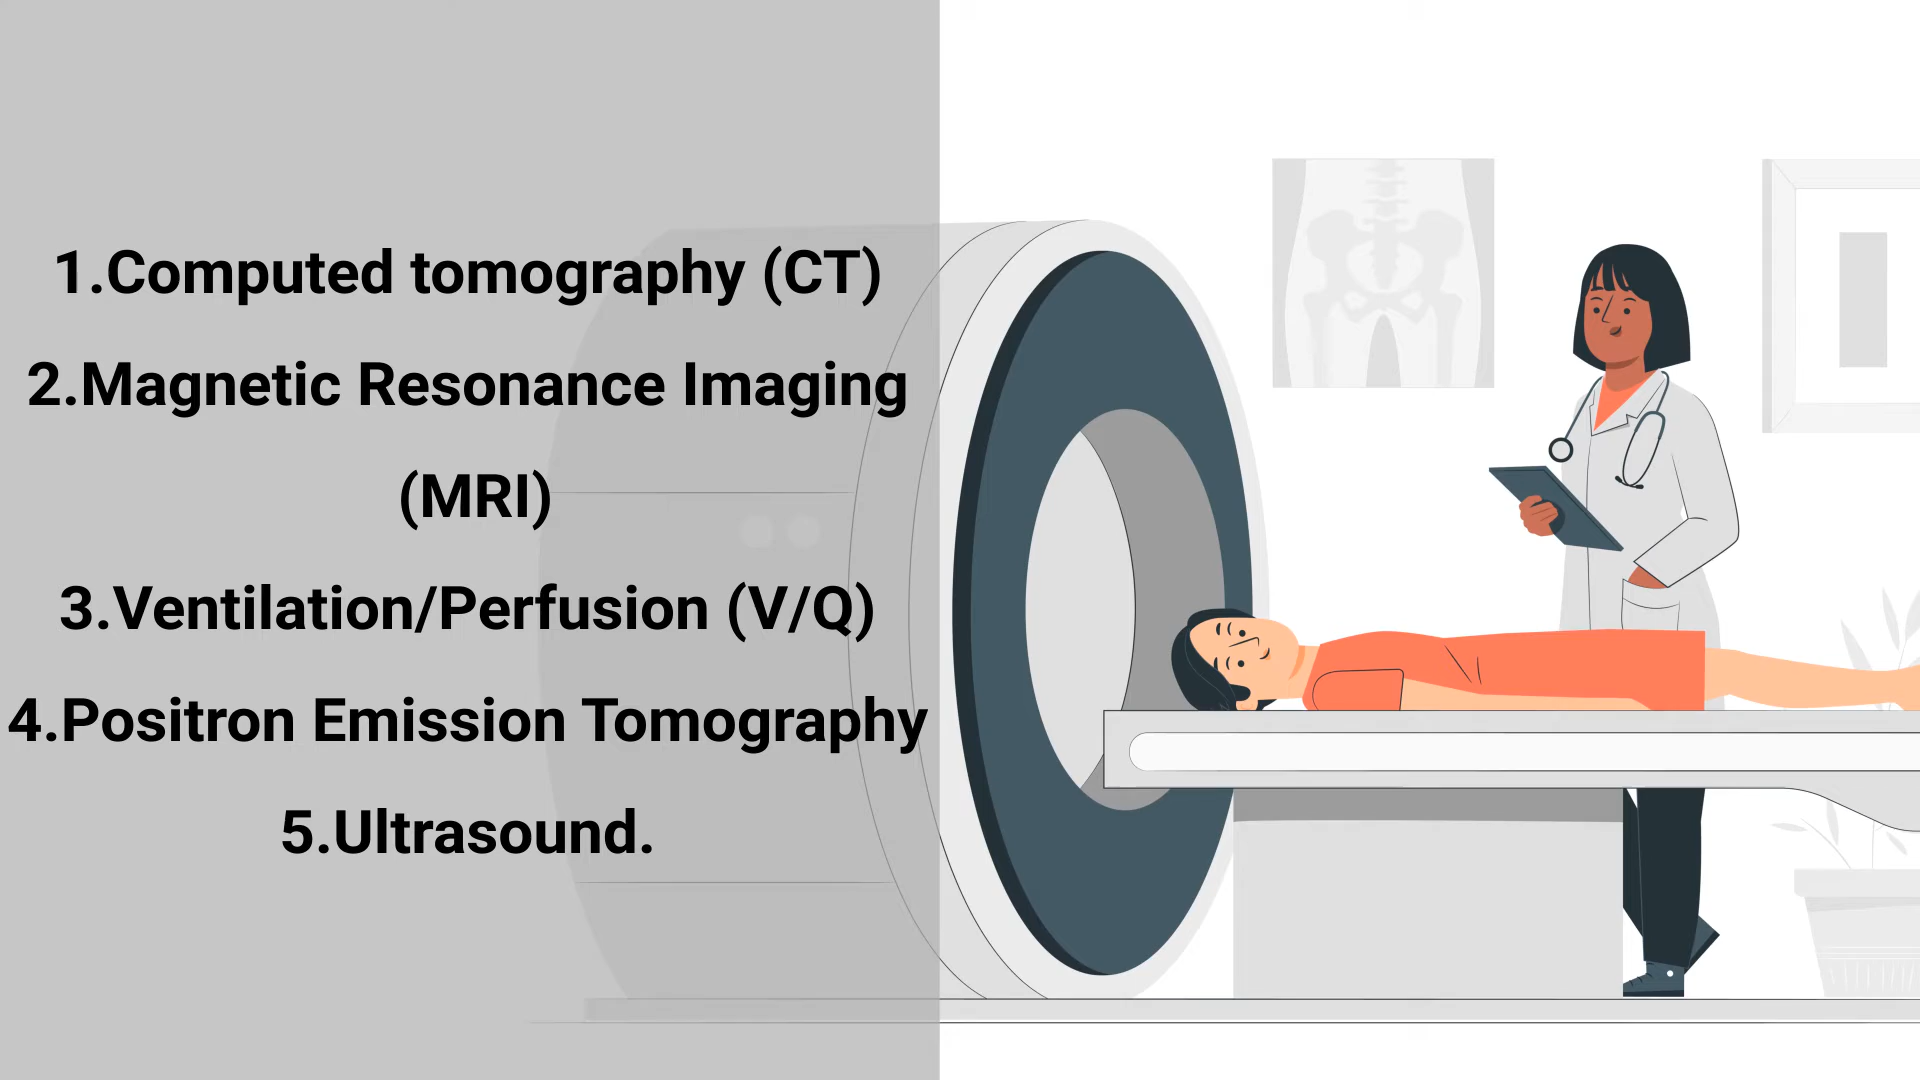 1.Computed tomography (CT)
2.Magnetic Resonance Imaging
(MRI)
3.Ventilation/Perfusion (V/Q)
4.Positron Emission Tomography
5.Ultrasound.